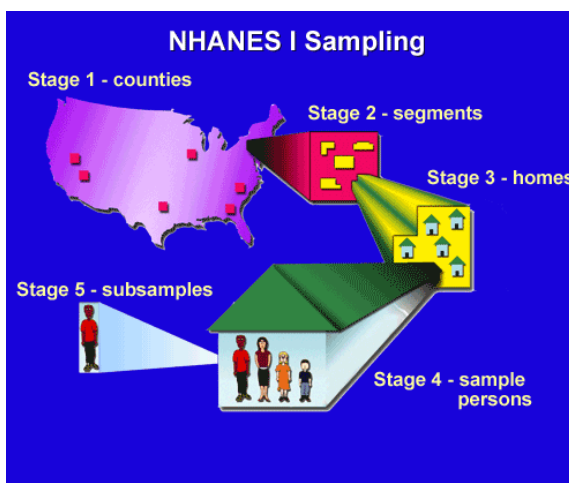 NHANES I Sampling
Stage 1 - counties
Stage 2 - segments
Stage 3 - homes
Stage 5 - subsamples
Stage 4 - sample
persons